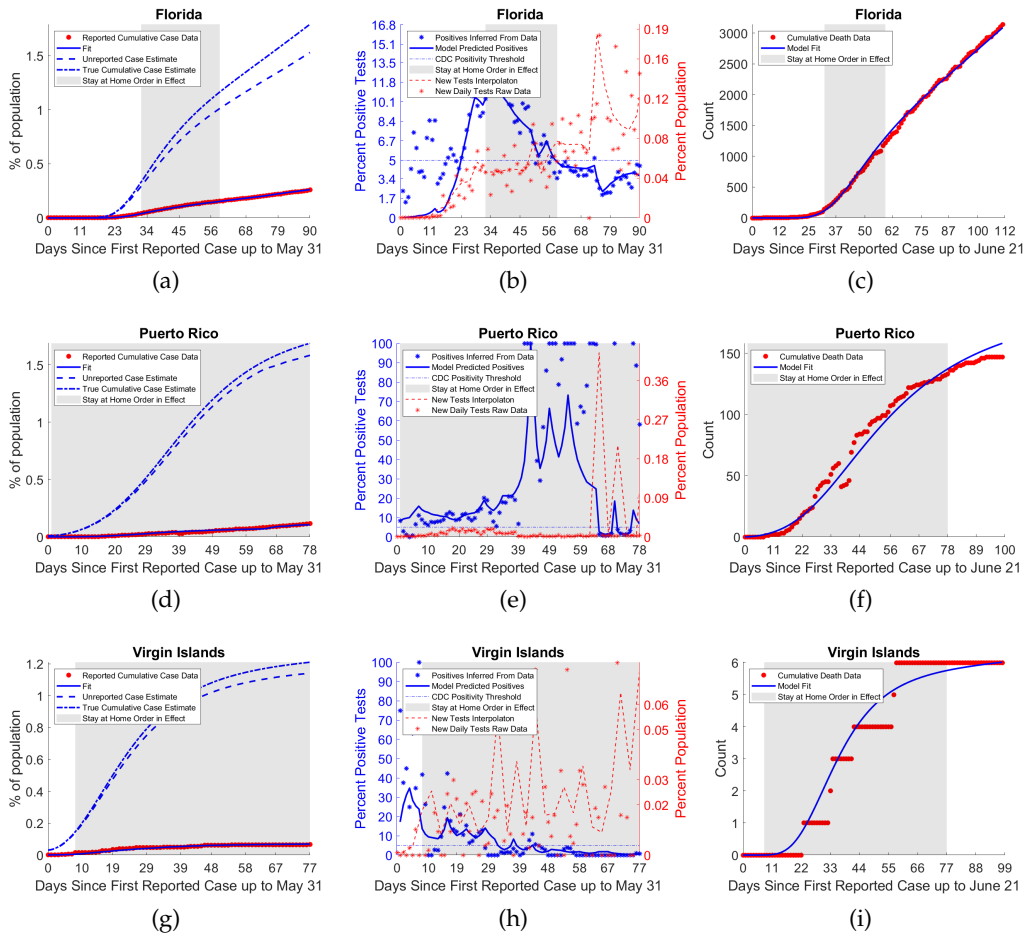 Florida
% of population
1.5
1
0.5
0
Reported Cumulative Case Data
Fit
Unreported Case Estimate
True Cumulative Case Estimate
Stay at Home Order in Effect
0 11 23 34 45 56 68 79 90
Days Since First Reported Case up to May 31
(a)
Florida
Percent Positive Tests
16.8
15.1
13.4
11.8
10.1
8.4
6.7
5
3.4
1.7
0
Positives Inferred From Data
Model Predicted Positives
CDC Positivity Threshold
Stay at Home Order in Effect
New Tests Interpolaton
New Daily Tests Raw Data
0.19
0.16
0.12
0.08
0.04
0
Percent Population
0 11 23 34 45 56 68 79 90
Days Since First Reported Case up to May 31
(b)
Florida
Count
3000
2500
2000
1500
1000
500
0
Cumulative Death Data
Model Fit
Stay at Home Order in Effect
0 12 25 37 50 62 74 87 100 112
Days Since First Reported Case up to June 21
(c)
Puerto Rico
% of population
1.5
1
0.5
0
Reported Cumulative Case Data
Fit
Unreported Case Estimate
True Cumulative Case Estimate
Stay at Home Order in Effect
0 10 19 29 39 49 58 68 78
Days Since First Reported Case up to May 31
(d)
Puerto Rico
Percent Positive Tests
100
90
80
70
60
50
40
30
20
10
0
Positives Inferred From Data
Model Predicted Positives
CDC Positivity Threshold
Stay at Home Order in Effect
New Tests Interpolaton
New Daily Tests Raw Data
0.36
0.27
0.18
0.09
0
Percent Population
0 10 19 29 39 49 58 68 78
Days Since First Reported Case up to May 31
(e)
Puerto Rico
Count
150
100
50
0
Cumulative Death Data
Model Fit
Stay at Home Order in Effect
0 11 22 33 44 56 67 78 89 100
Days Since First Reported Case up to June 21
(f)
Virgin Islands
% of population
1.2
1
0.8
0.6
0.4
0.2
0
Reported Cumulative Case Data
Fit
Unreported Case Estimate
True Cumulative Case Estimate
Stay at Home Order in Effect
0 10 19 29 38 48 58 67 77
Days Since First Reported Case up to May 31
(g)
Virgin Islands
Percent Positive Tests
100
90
80
70
60
50
40
30
20
10
0
Positives Inferred From Data
Model Predicted Positives
CDC Positivity Threshold
Stay at Home Order in Effect
New Tests Interpolaton
New Daily Tests Raw Data
0.06
0.05
0.03
0.02
0
Percent Population
0 10 19 29 38 48 58 67 77
Days Since First Reported Case up to May 31
(h)
Virgin Islands
Count
6
5
4
3
2
1
0
Cumulative Death Data
Model Fit
Stay at Home Order in Effect
0 11 22 33 44 55 66 77 88 99
Days Since First Reported Case up to June 21
(i)